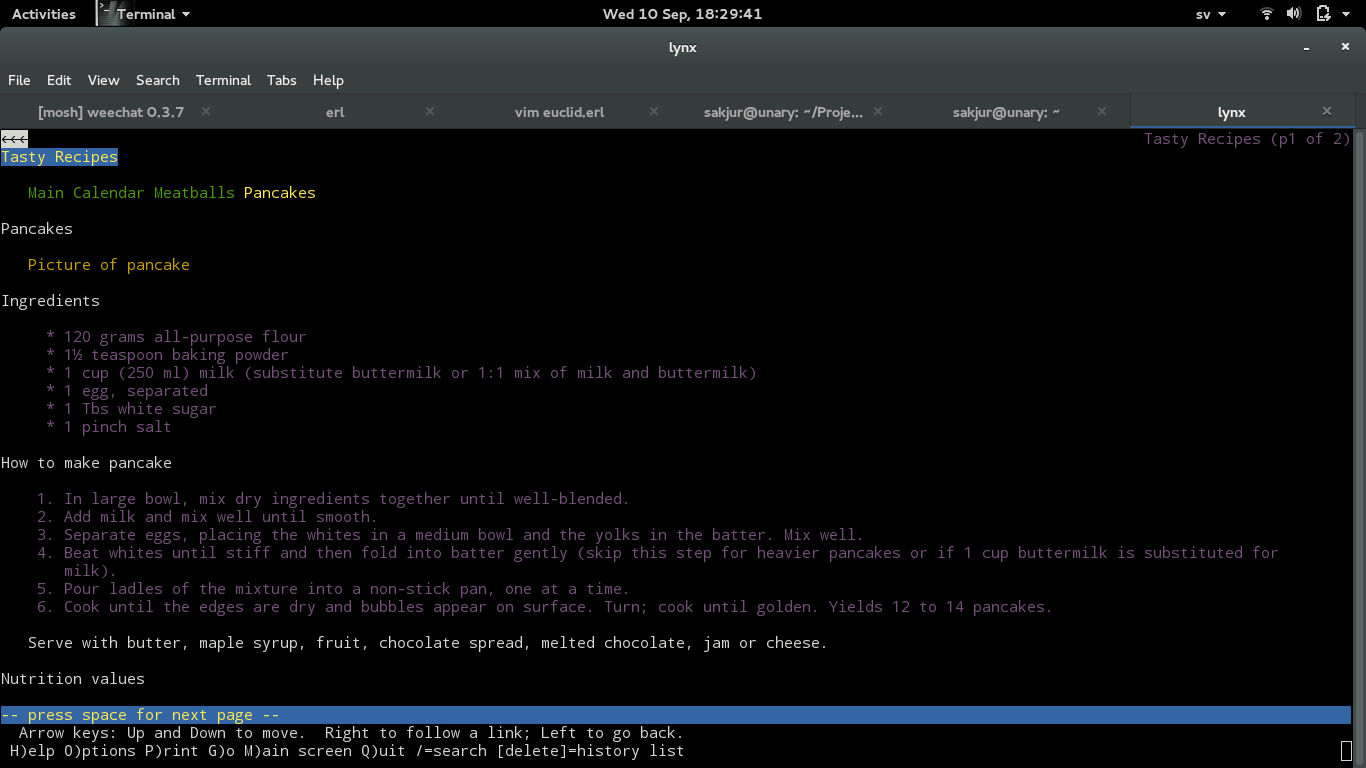 Activities Terminal Wed 10 Sep, 18:29:41 sv
lynx
File Edit View Search Terminal Tabs Help
[mosh] weechat 0.3.7 erl vim euclid.erl sakjur@unary: ~/Proje... sakjur@unary: ~ lynx
<<< Tasty Recipes (p1 of 2)
Tasty Recipes
Main Calendar Meatballs Pancakes
Pancakes
Picture of pancake
Ingredients
* 120 grams all-purpose flour
* 1½ teaspoon baking powder
* 1 cup (250 ml) milk (substitute buttermilk or 1:1 mix of milk and buttermilk)
* 1 egg, separated
* 1 Tbs white sugar
* 1 pinch salt
How to make pancake
1. In large bowl, mix dry ingredients together until well-blended.
2. Add milk and mix well until smooth.
3. Separate eggs, placing the whites in a medium bowl and the yolks in the batter. Mix well.
4. Beat whites until stiff and then fold into batter gently (skip this step for heavier pancakes or if 1 cup buttermilk is substituted for
milk).
5. Pour ladles of the mixture into a non-stick pan, one at a time.
6. Cook until the edges are dry and bubbles appear on surface. Turn; cook until golden. Yields 12 to 14 pancakes.
Serve with butter, maple syrup, fruit, chocolate spread, melted chocolate, jam or cheese.
Nutrition values
-- press space for next page --
Arrow keys: Up and Down to move. Right to follow a link; Left to go back.
H)elp O)ptions P)rint G)o M)ain screen Q)uit /=search [delete]=history list